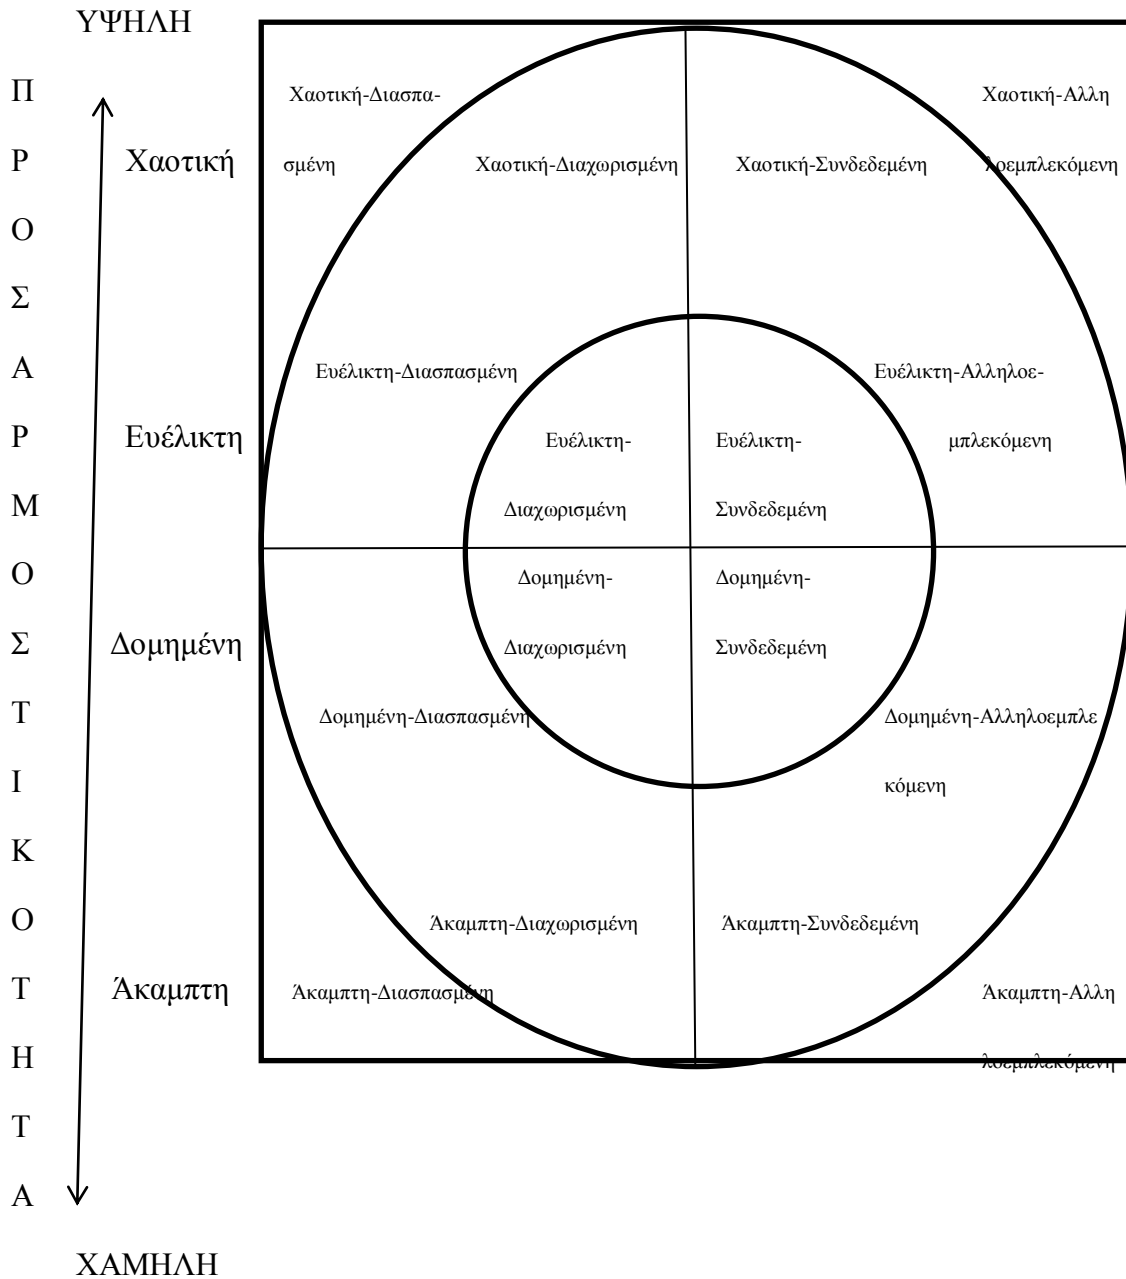 ΥΨΗΛΗ
Π
Χαοτική-Διασπα-
Χαοτική-Αλλη
Ρ
Χαοτική
σμένη
Χαοτική-Διαχωρισμένη
Χαοτική-Συνδεδεμένη
λοεμπλεκόμενη
Ο
Σ
Α
Ευέλικτη-Διασπασμένη
Ευέλικτη-Αλληλοε-
Ρ
Ευέλικτη
Ευέλικτη-
Ευέλικτη-
μπλεκόμενη
Μ
Διαχωρισμένη
Συνδεδεμένη
Ο
Δομημένη-
Δομημένη-
Σ
Δομημένη
Διαχωρισμένη
Συνδεδεμένη
Τ
Δομημένη-Διασπασμένη
Δομημένη-Αλληλοεμπλε
Ι
κόμενη
Κ
Ο
Άκαμπτη-Διαχωρισμένη
Άκαμπτη-Συνδεδεμένη
Τ
Άκαμπτη
Άκαμπτη-Διασπασμένη
Άκαμπτη-Αλλη
Η
λοεμπλεκόμενη
Τ
Α
ΧΑΜΗΛΗ